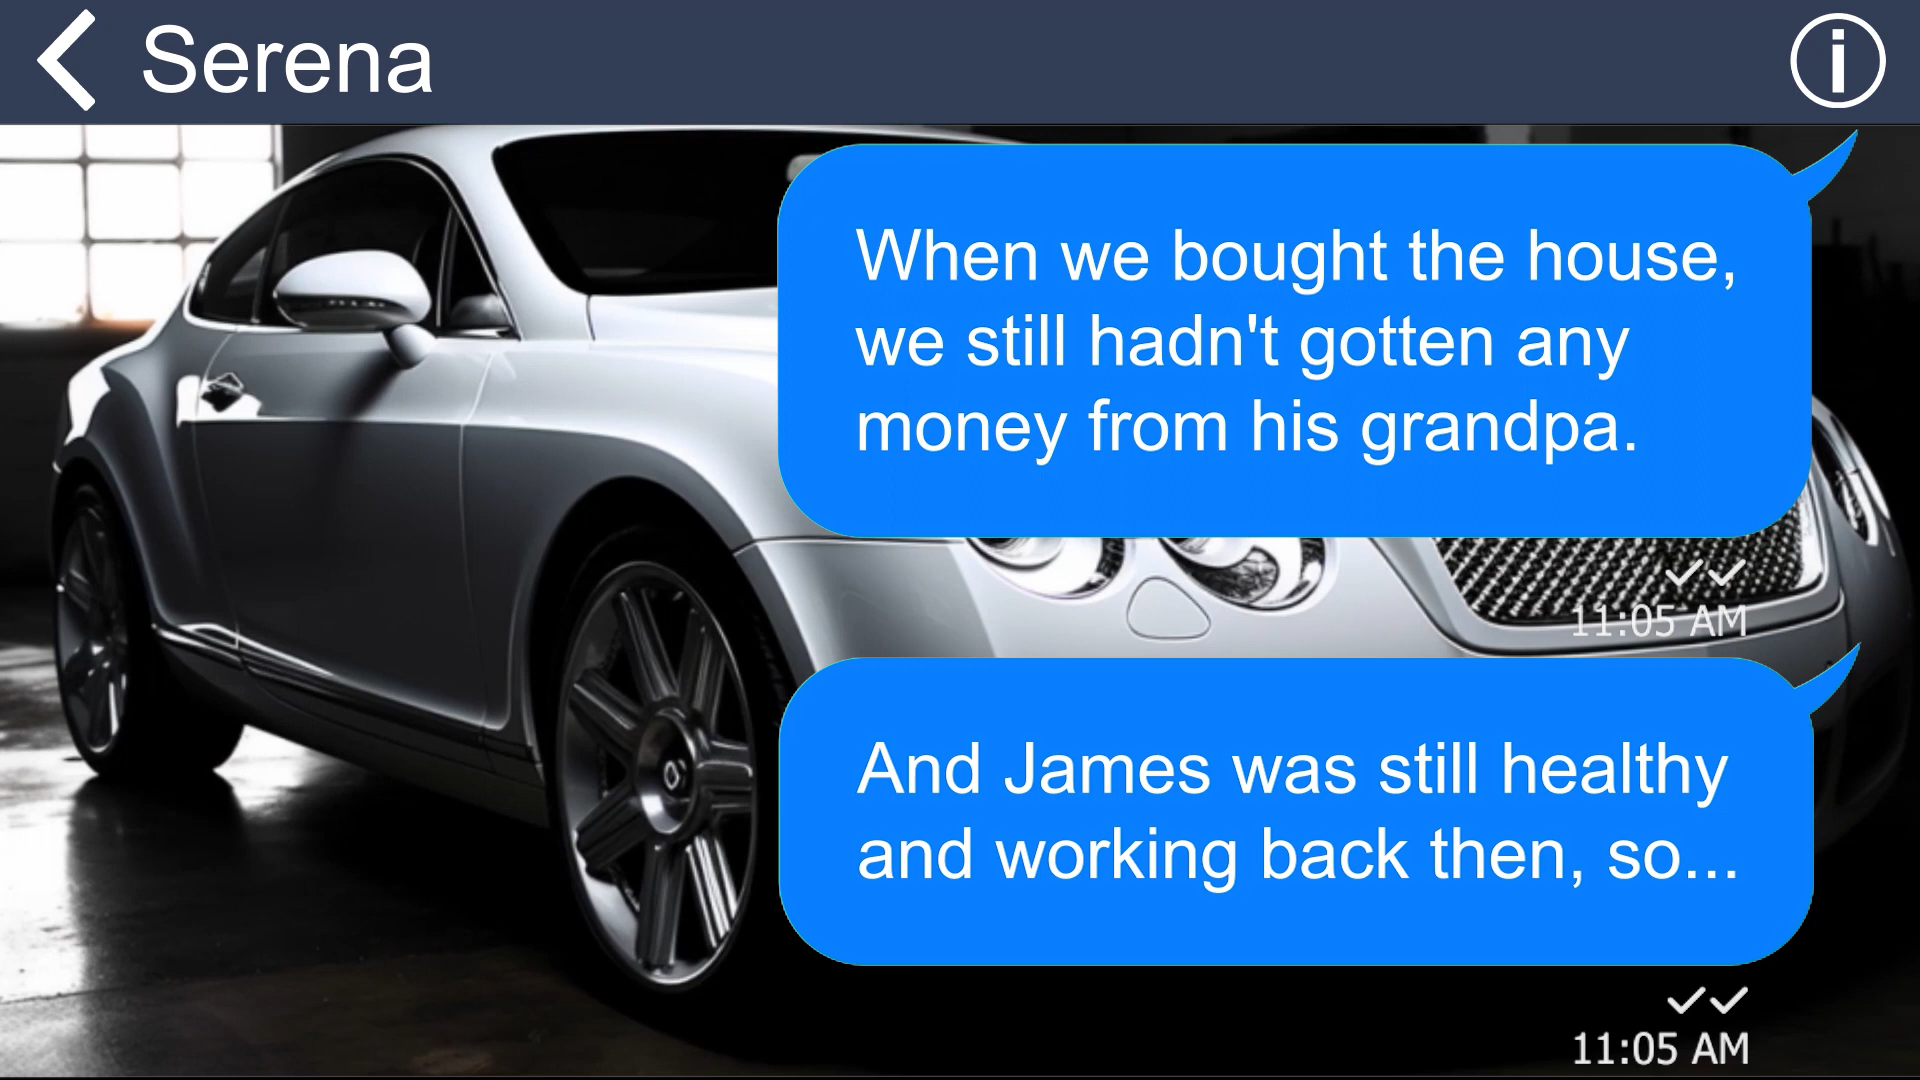 Serena
When we bought the house,
we still hadn't gotten any
money from his grandpa.
11:05 AM
And James was still healthy
and working back then, so...
11:05 AM